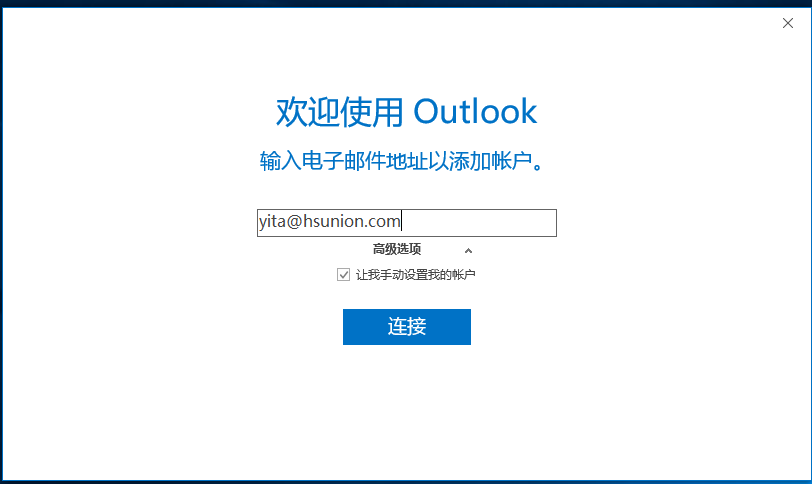 欢迎使用 Outlook
输入电子邮件地址以添加帐户。
yita@hsunion.com
高级选项
让我手动设置我的帐户
连接